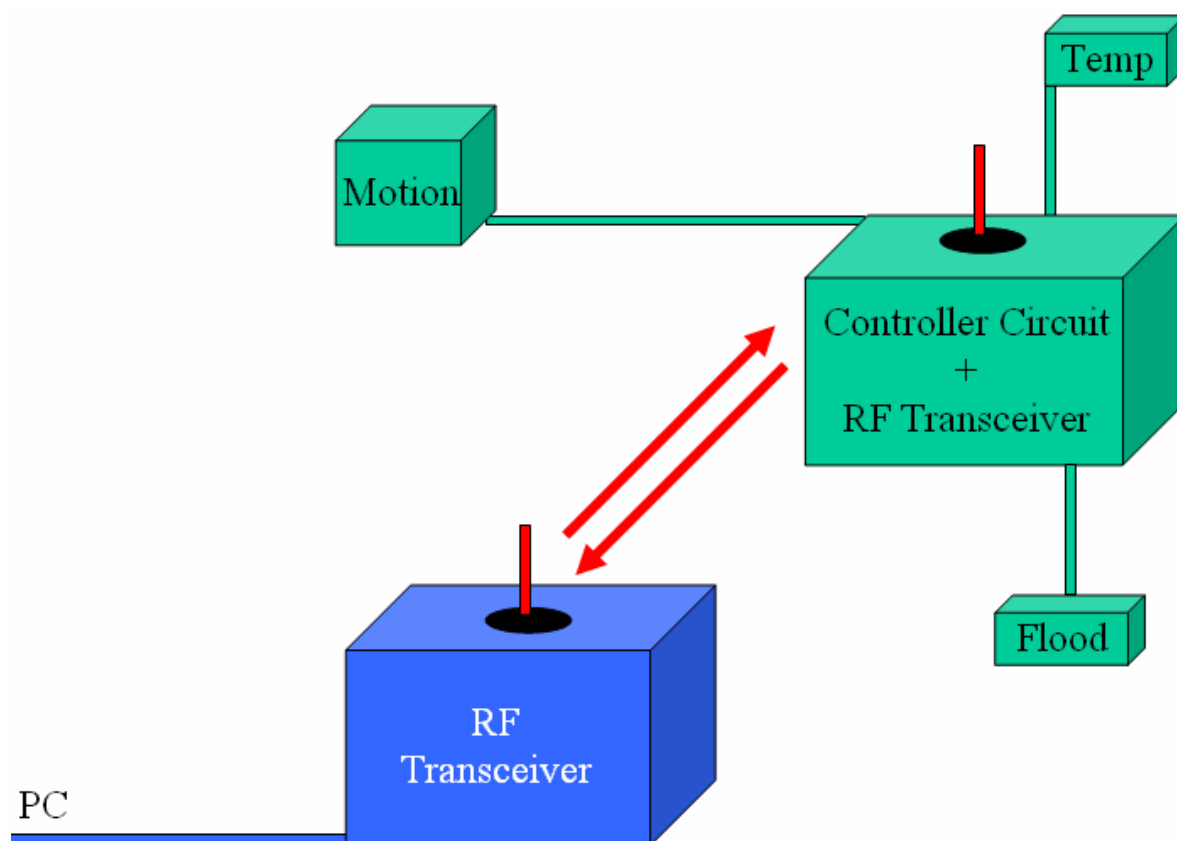 Temp
Motion
Controller Circuit
+
RF Transceiver
Flood
RF
Transceiver
PC